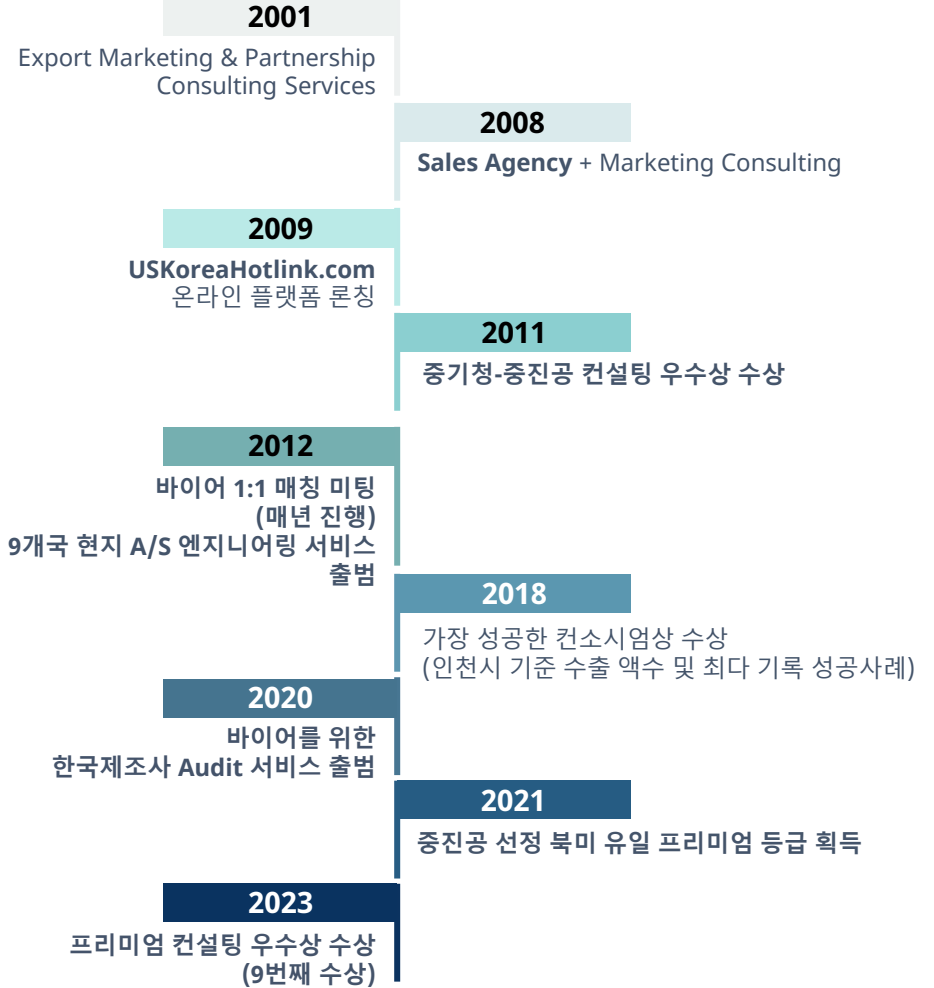 2001
Export Marketing & Partnership
Consulting Services
2008
Sales Agency + Marketing Consulting
2009
USKoreaHotlink.com
온라인 플랫폼 론칭
2011
중기청-중진공 컨설팅 우수상 수상
2012
바이어 1:1 매칭 미팅
(매년 진행)
9개국 현지 A/S 엔지니어링 서비스
출범
2018
가장 성공한 컨소시엄상 수상
(인천시 기준 수출 액수 및 최다 기록 성공사례)
2020
바이어를 위한
한국제조사 Audit 서비스 출범
2021
중진공 선정 북미 유일 프리미엄 등급 획득
2023
프리미엄 컨설팅 우수상 수상
(9번째 수상)